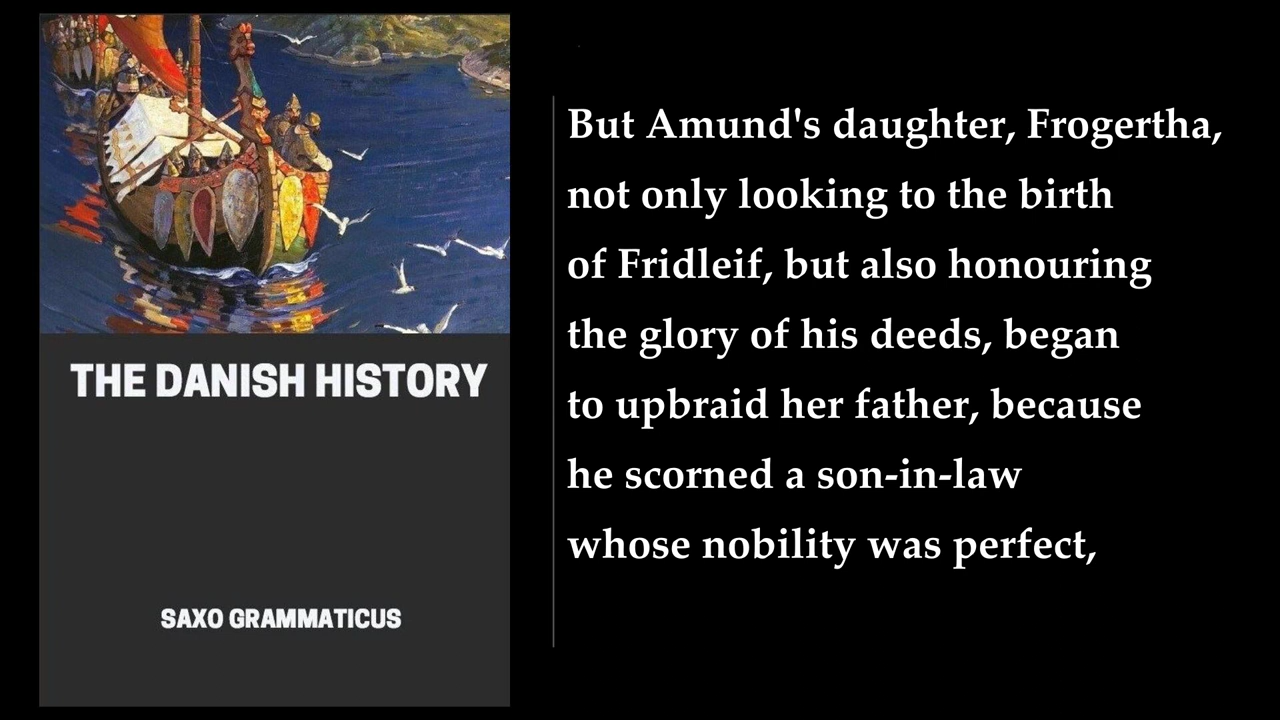 THE DANISH HISTORY
SAXO GRAMMATICUS
But Amund's daughter, Frogertha,
not only looking to the birth
of Fridleif, but also honouring
the glory of his deeds, began
to upbraid her father, because
he scorned a son-in-law
whose nobility was perfect,